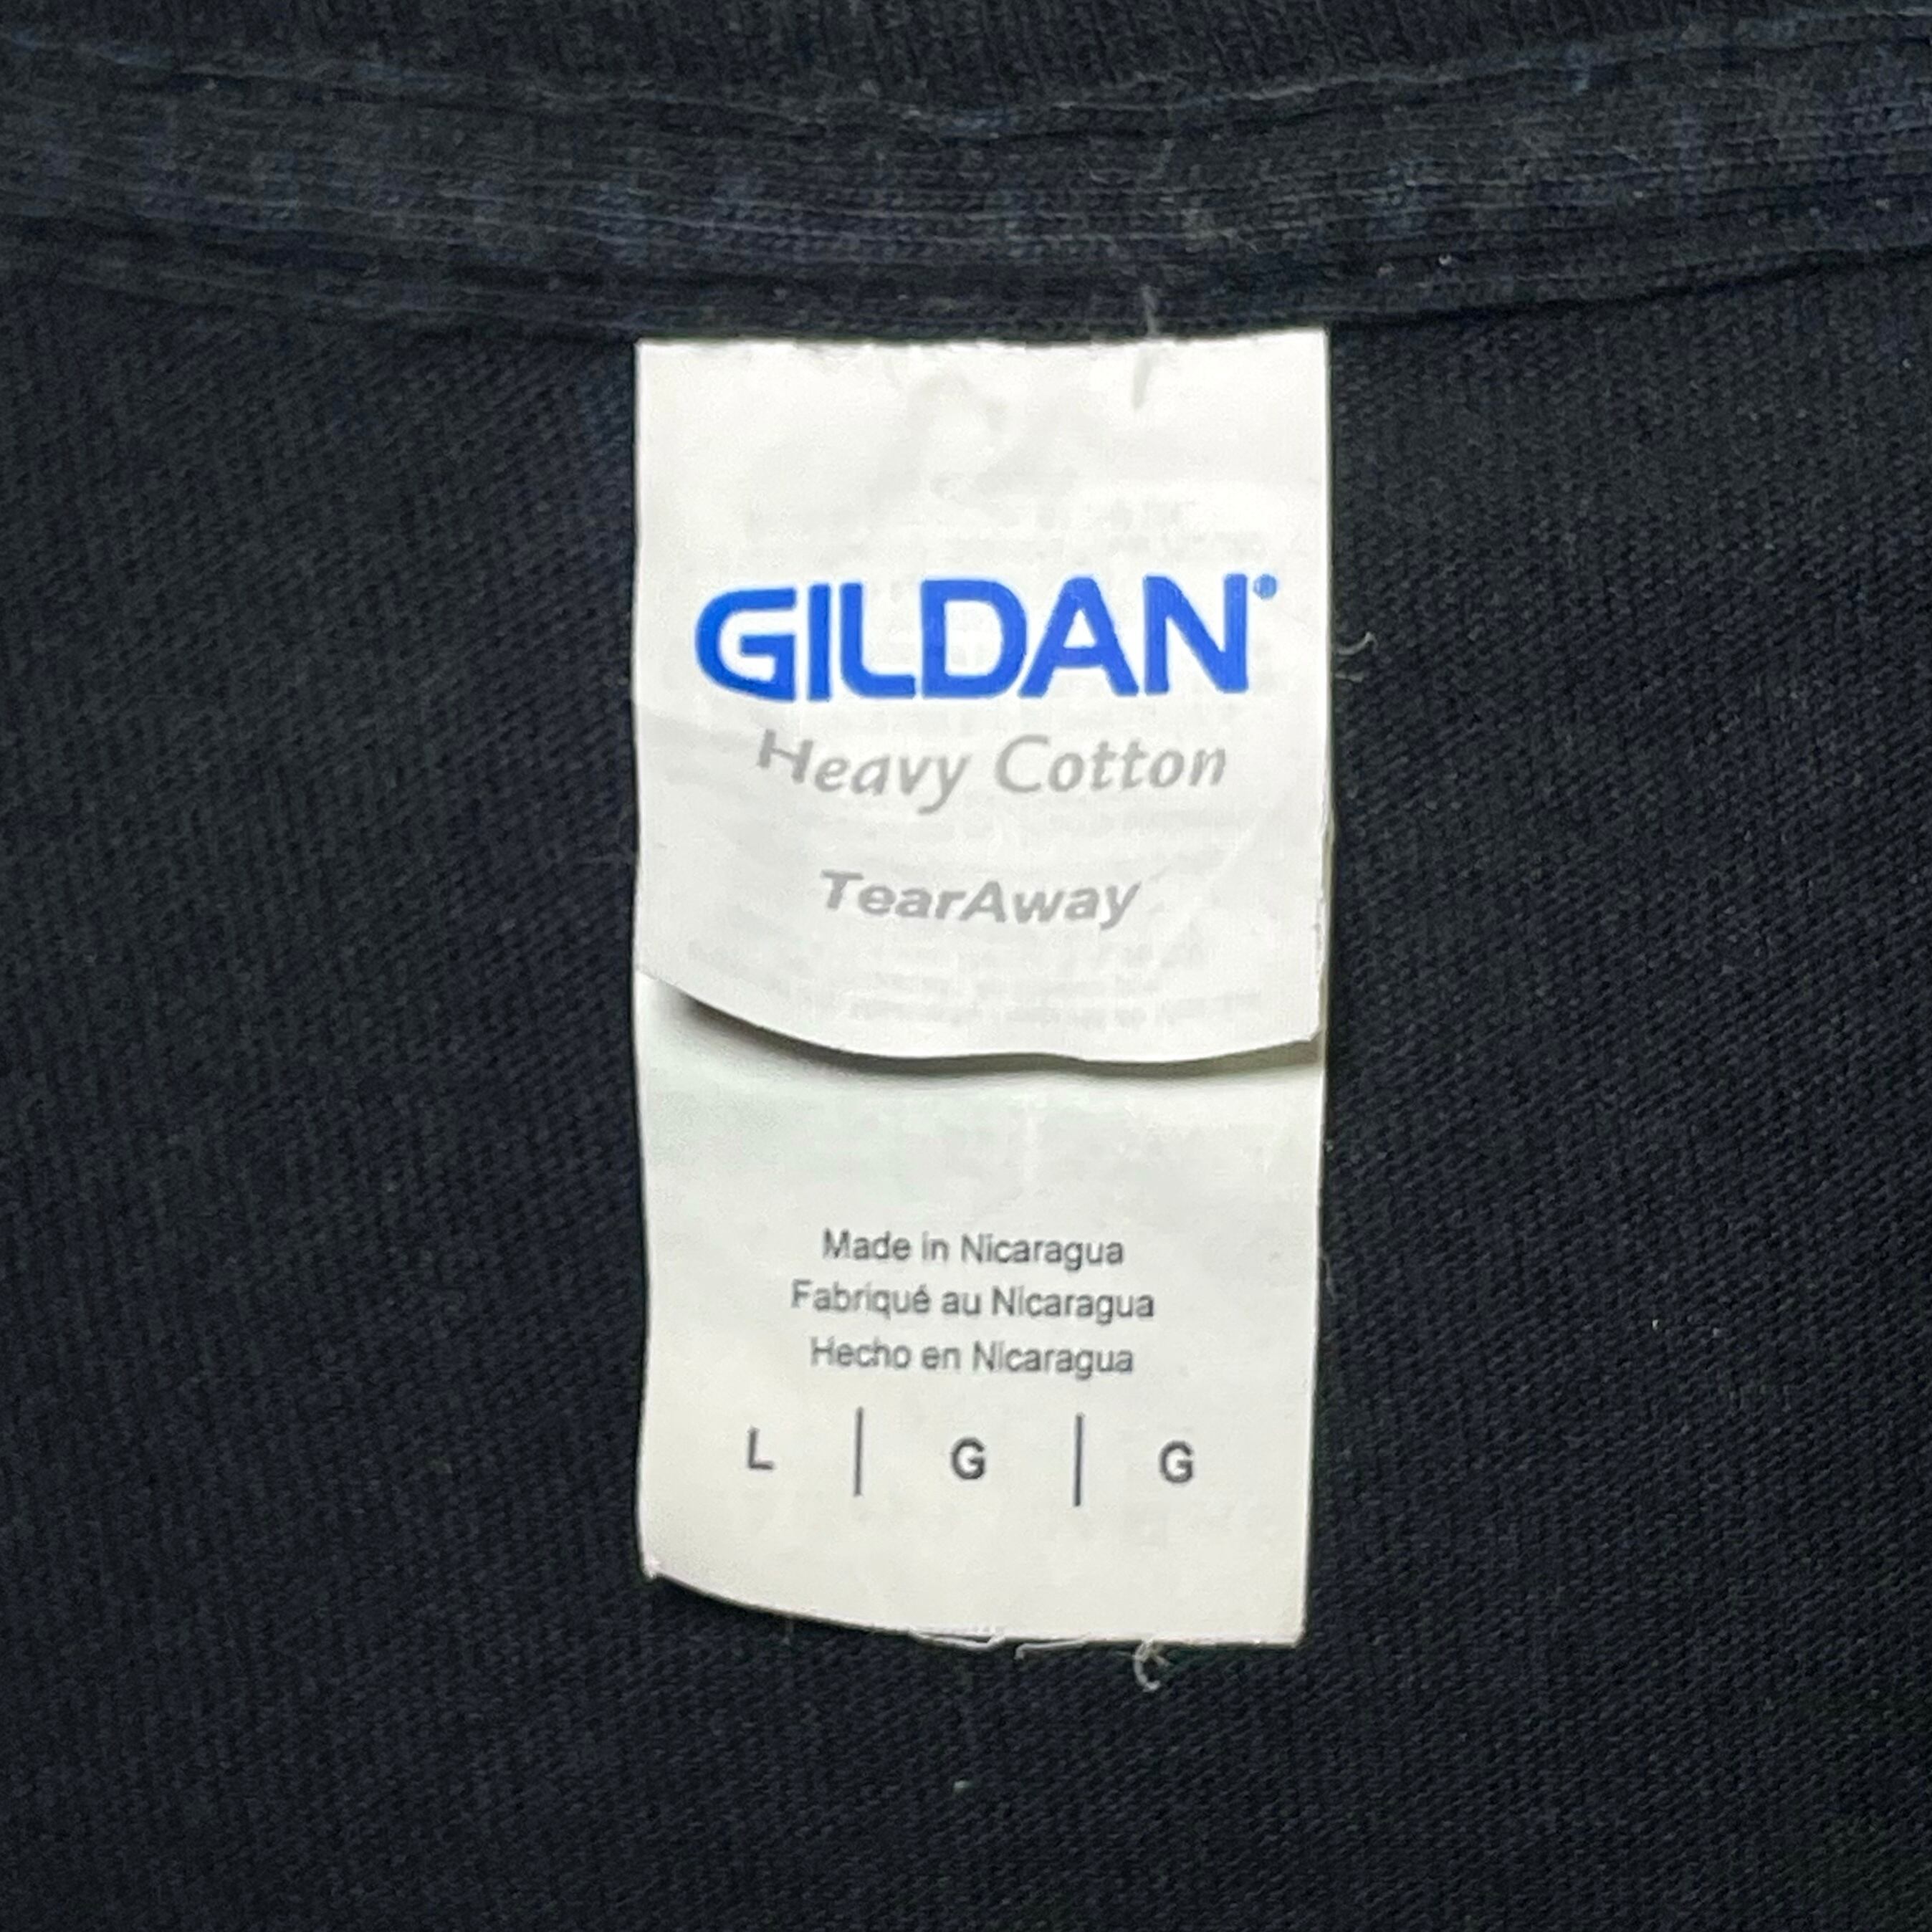 GILDAN®
Heavy Cotton
TearAway
Made in Nicaragua
Fabriqué au Nicaragua
Hecho en Nicaragua
L | G | G